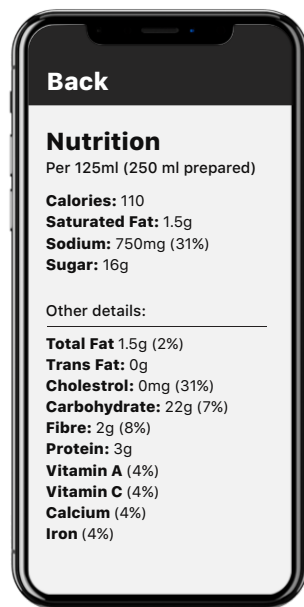 Back
Nutrition
Per 125ml (250 ml prepared)
Calories: 110
Saturated Fat: 1.5g
Sodium: 750mg (31%)
Sugar: 16g
Other details:
Total Fat 1.5g (2%)
Trans Fat: 0g
Cholestrol: 0mg (31%)
Carbohydrate: 22g (7%)
Fibre: 2g (8%)
Protein: 3g
Vitamin A (4%)
Vitamin C (4%)
Calcium (4%)
Iron (4%)